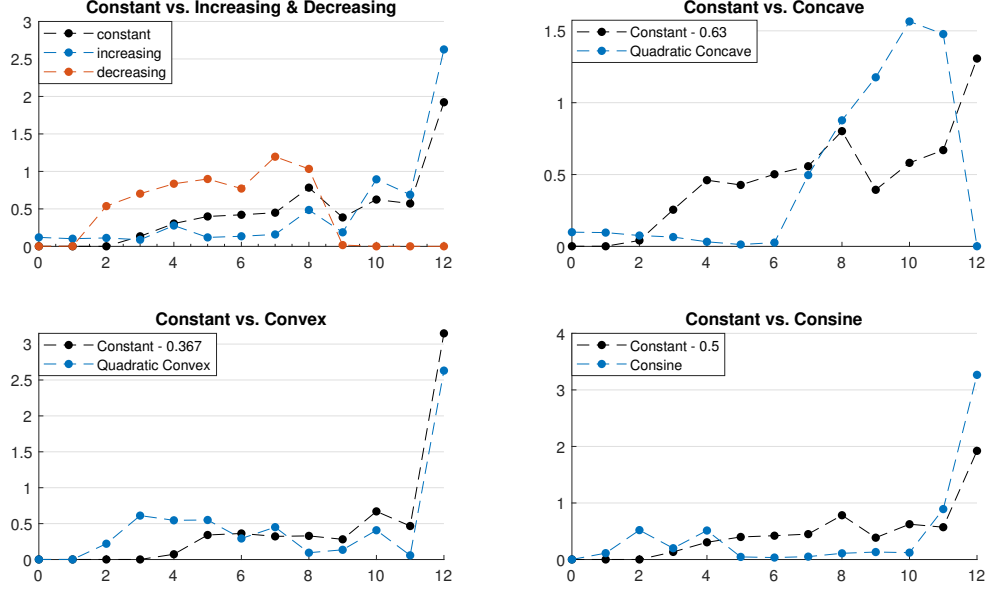 Constant vs. Increasing & Decreasing
3
2.5
2
1.5
1
0.5
0
constant
increasing
decreasing
0 2 4 6 8 10 12
Constant vs. Concave
1.5
1
0.5
0
Constant - 0.63
Quadratic Concave
0 2 4 6 8 10 12
Constant vs. Convex
3
2.5
2
1.5
1
0.5
0
Constant - 0.367
Quadratic Convex
0 2 4 6 8 10 12
Constant vs. Consine
4
3
2
1
0
Constant - 0.5
Consine
0 2 4 6 8 10 12